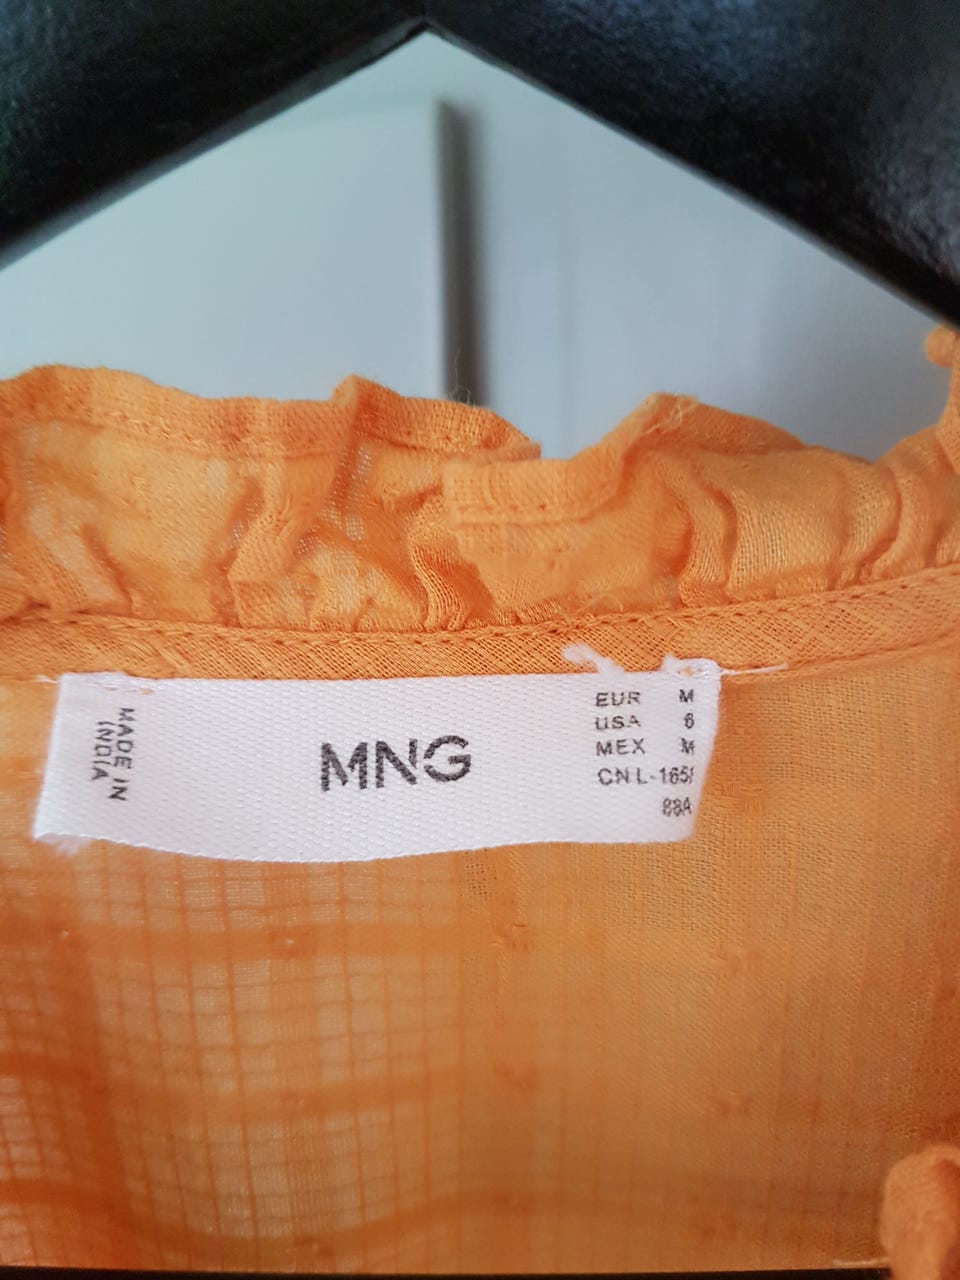 MADE IN
INDIA
MNG
EUR M
USA 6
MEX M
CN L-165/
88A